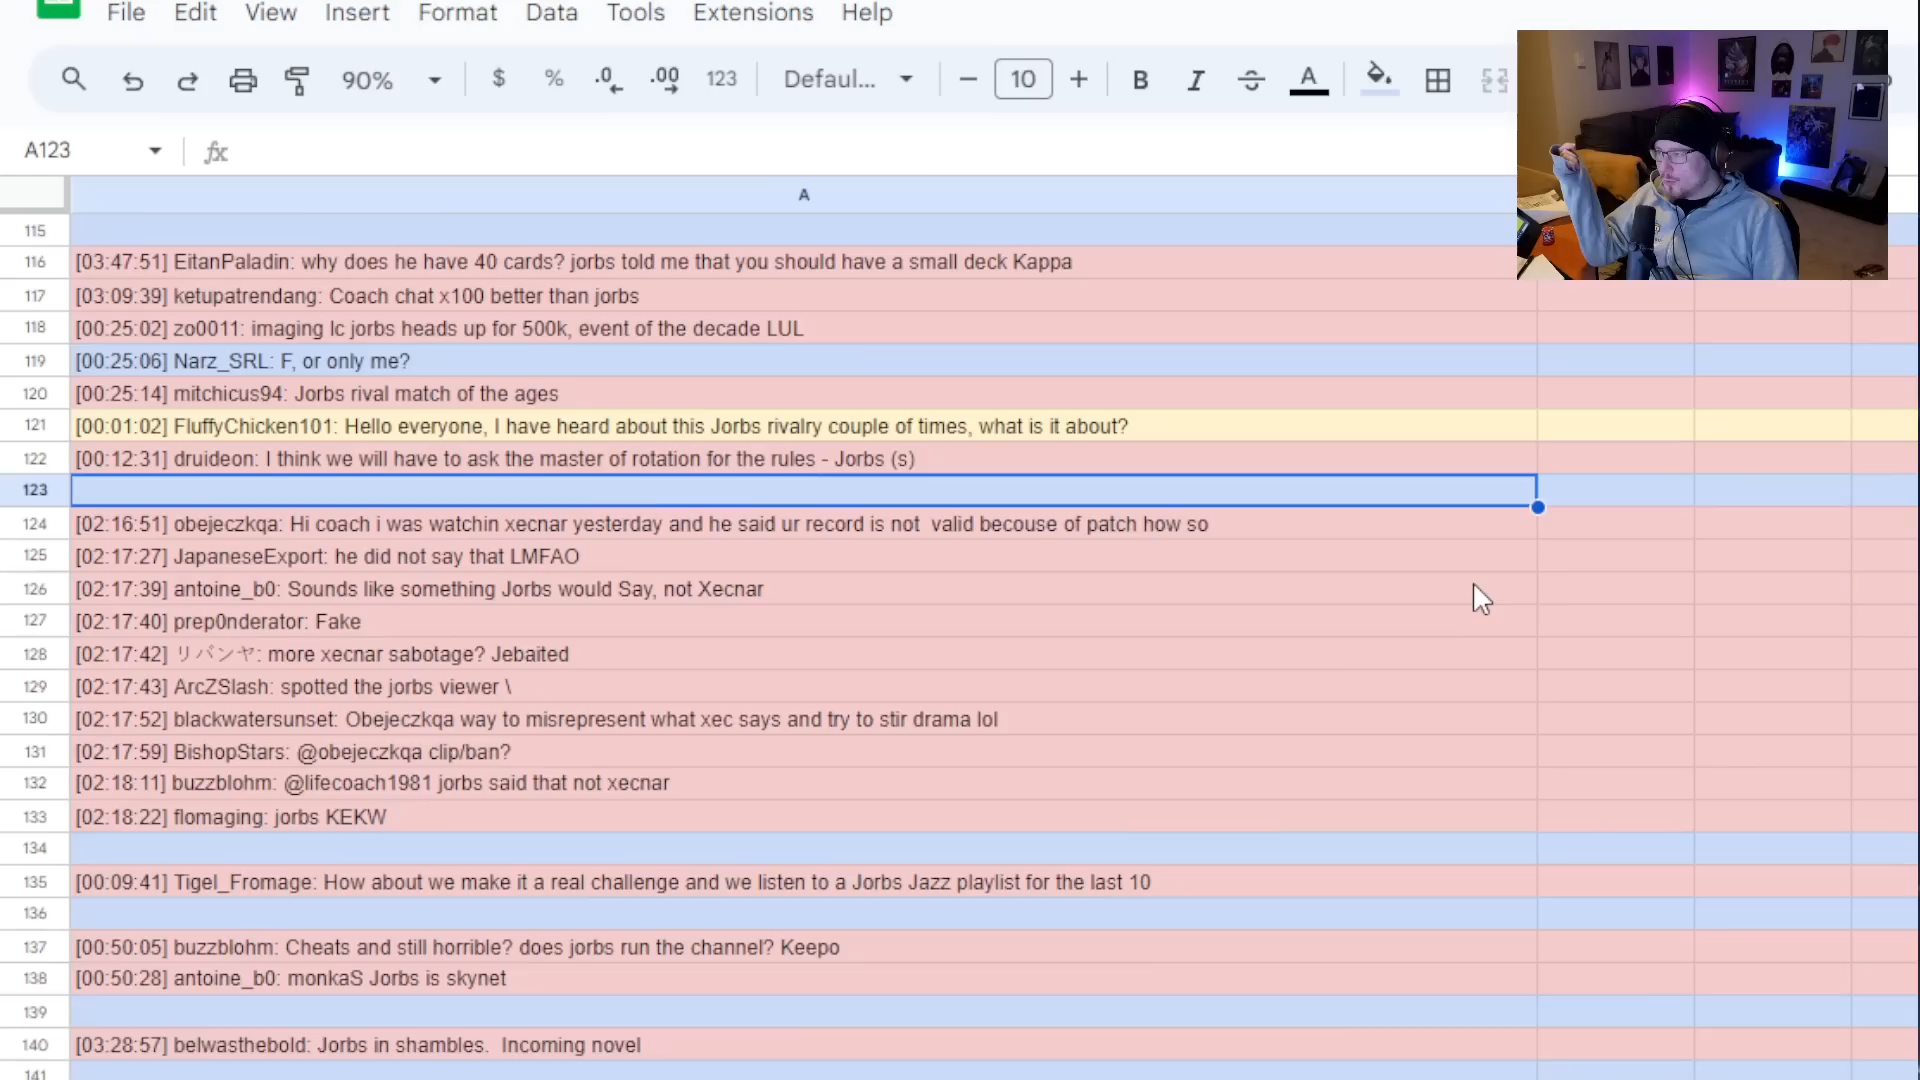 File Edit View Insert Format Data Tools Extensions Help
90% $ % .0 .00 123 Defaul... 10 B I A
A123 fx
A
115
116 [03:47:51] EitanPaladin: why does he have 40 cards? jorbs told me that you should have a small deck Kappa
117 [03:09:39] ketupatrendang: Coach chat x100 better than jorbs
118 [00:25:02] zo0011: imaging lc jorbs heads up for 500k, event of the decade LUL
119 [00:25:06] Narz_SRL: F, or only me?
120 [00:25:14] mitchicus94: Jorbs rival match of the ages
121 [00:01:02] FluffyChicken101: Hello everyone, I have heard about this Jorbs rivalry couple of times, what is it about?
122 [00:12:31] druideon: I think we will have to ask the master of rotation for the rules - Jorbs (s)
123
124 [02:16:51] obejeczkqa: Hi coach i was watchin xecnar yesterday and he said ur record is not  valid becouse of patch how so
125 [02:17:27] JapaneseExport: he did not say that LMFAO
126 [02:17:39] antoine_b0: Sounds like something Jorbs would Say, not Xecnar
127 [02:17:40] prep0nderator: Fake
128 [02:17:42] リバンヤ: more xecnar sabotage? Jebaited
129 [02:17:43] ArcZSlash: spotted the jorbs viewer \
130 [02:17:52] blackwatersunset: Obejeczkqa way to misrepresent what xec says and try to stir drama lol
131 [02:17:59] BishopStars: @obejeczkqa clip/ban?
132 [02:18:11] buzzblohm: @lifecoach1981 jorbs said that not xecnar
133 [02:18:22] flomaging: jorbs KEKW
134
135 [00:09:41] Tigel_Fromage: How about we make it a real challenge and we listen to a Jorbs Jazz playlist for the last 10
136
137 [00:50:05] buzzblohm: Cheats and still horrible? does jorbs run the channel? Keepo
138 [00:50:28] antoine_b0: monkaS Jorbs is skynet
139
140 [03:28:57] belwasthebold: Jorbs in shambles.  Incoming novel
141